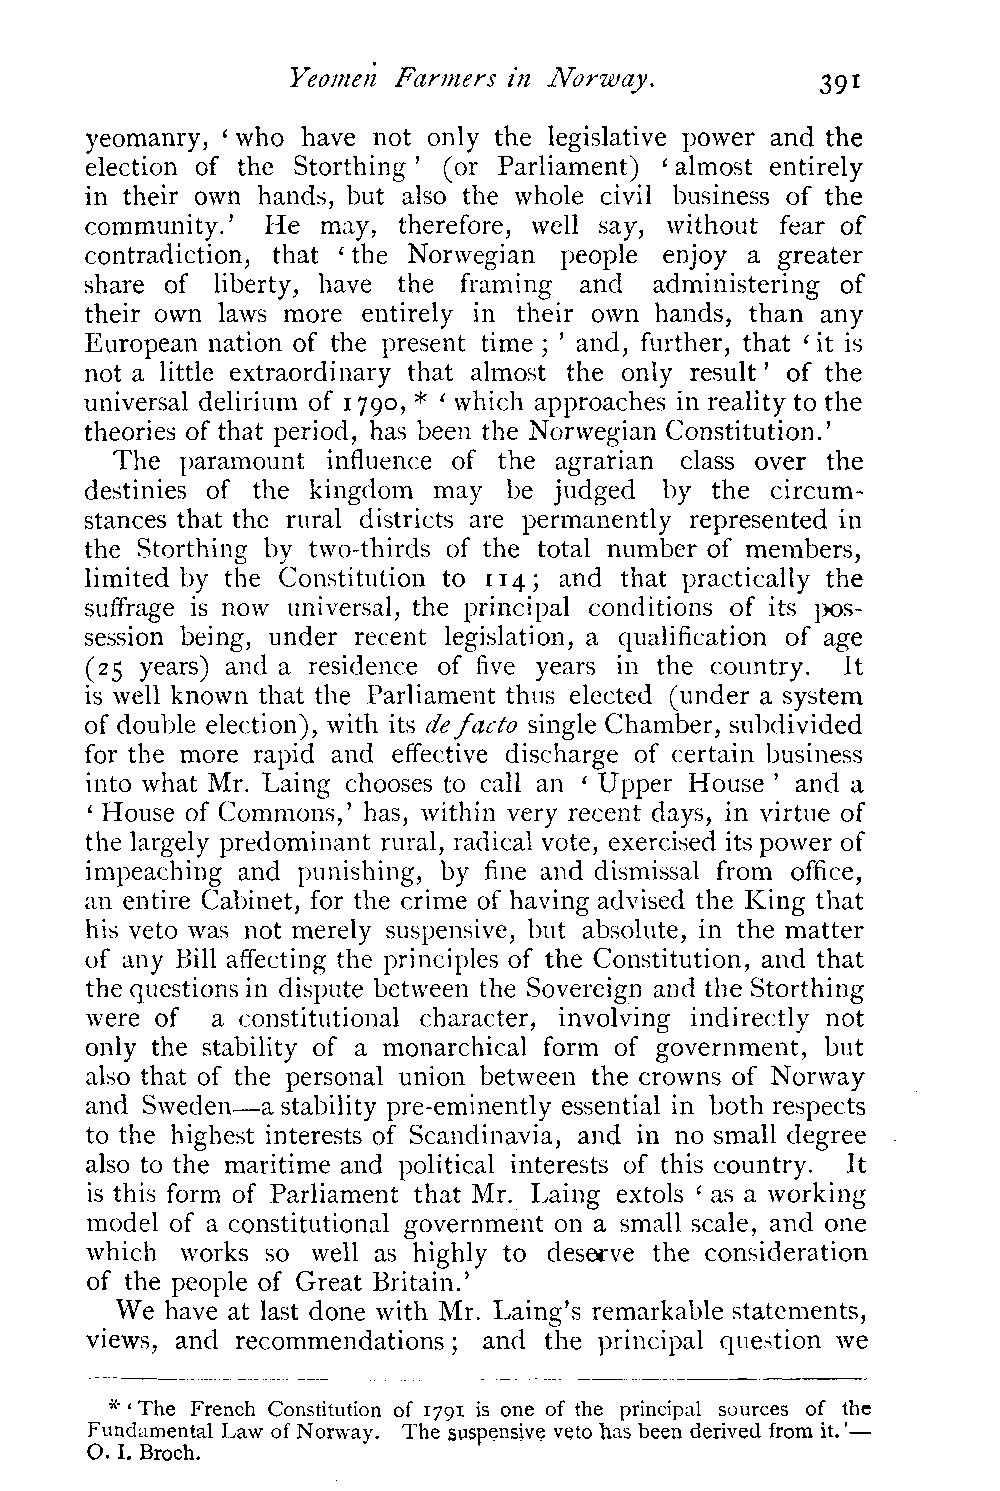 Yeomen Farmers in Norway. 391
yeomanry, ‘ who have not only the legislative power and the
election of the Storthing ’ (or Parliament) ‘ almost entirely
in their own hands, but also the whole civil business of the
community.’ He may, therefore, well say, without fear of
contradiction, that ‘ the Norwegian people enjoy a greater
share of liberty, have the framing and administering of
their own laws more entirely in their own hands, than any
European nation of the present time ; ’ and, further, that ‘ it is
not a little extraordinary that almost the only result ’ of the
universal delirium of 1790, * ‘ which approaches in reality to the
theories of that period, has been the Norwegian Constitution.’
The paramount influence of the agrarian class over the
destinies of the kingdom may be judged by the circum-
stances that the rural districts are permanently represented in
the Storthing by two-thirds of the total number of members,
limited by the Constitution to 114 ; and that practically the
suffrage is now universal, the principal conditions of its pos-
session being, under recent legislation, a qualification of age
(25 years) and a residence of five years in the country. It
is well known that the Parliament thus elected (under a system
of double election), with its de facto single Chamber, subdivided
for the more rapid and effective discharge of certain business
into what Mr. Laing chooses to call an ‘ Upper House ’ and a
‘ House of Commons,’ has, within very recent days, in virtue of
the largely predominant rural, radical vote, exercised its power of
impeaching and punishing, by fine and dismissal from office,
an entire Cabinet, for the crime of having advised the King that
his veto was not merely suspensive, but absolute, in the matter
of any Bill affecting the principles of the Constitution, and that
the questions in dispute between the Sovereign and the Storthing
were of a constitutional character, involving indirectly not
only the stability of a monarchical form of government, but
also that of the personal union between the crowns of Norway
and Sweden—a stability pre-eminently essential in both respects
to the highest interests of Scandinavia, and in no small degree
also to the maritime and political interests of this country. It
is this form of Parliament that Mr. Laing extols ‘ as a working
model of a constitutional government on a small scale, and one
which works so well as highly to deserve the consideration
of the people of Great Britain.’
We have at last done with Mr. Laing’s remarkable statements,
views, and recommendations ; and the principal question we
* ‘ The French Constitution of 1791 is one of the principal sources of the
Fundamental Law of Norway. The suspensive veto has been derived from it.’—
O. I. Broch.